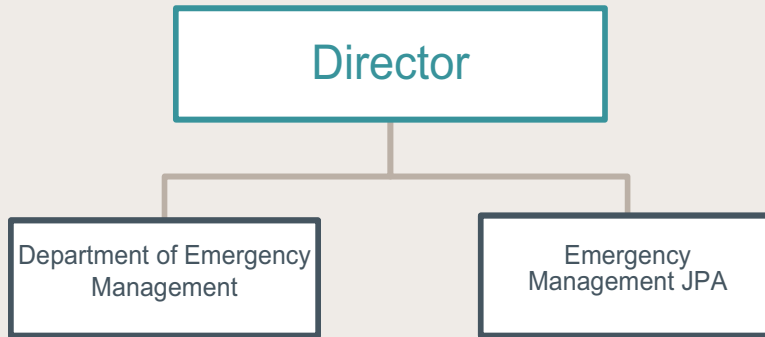 Director
Department of Emergency
Management
Emergency
Management JPA